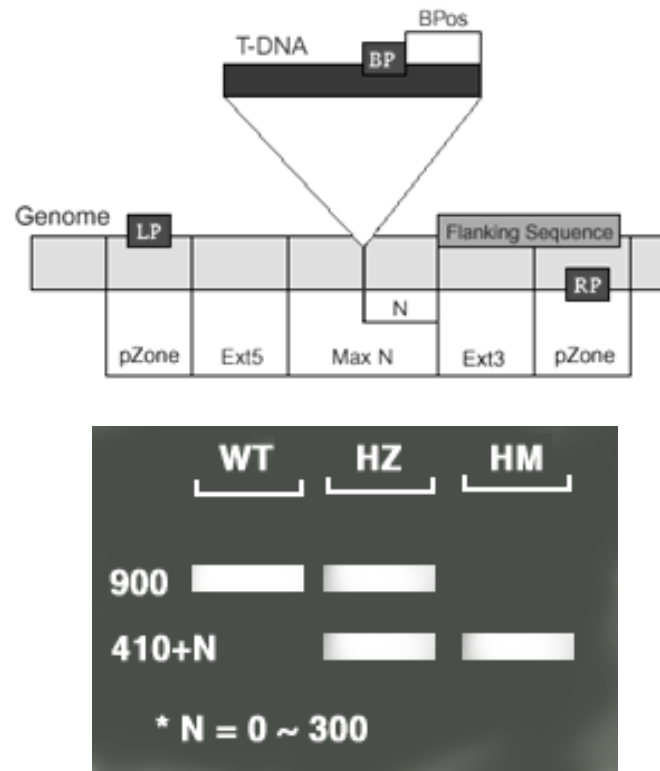 BPos
T-DNA
BP
Genome
LP
Flanking Sequence
RP
N
pZone Ext5 Max N Ext3 pZone
WT HZ HM
900
410+N
* N = 0 ~ 300